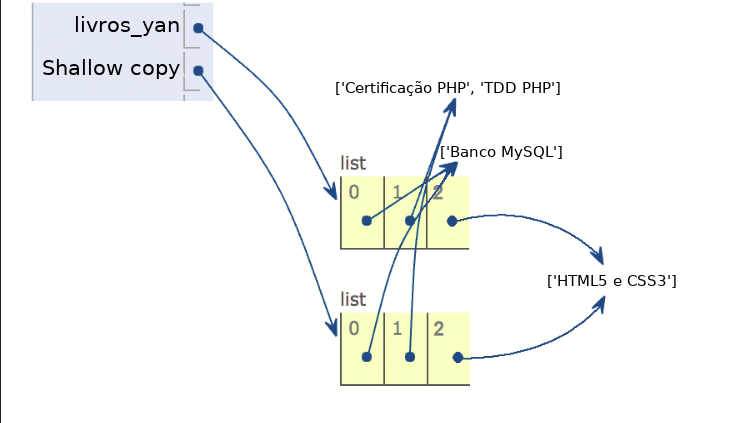 livros_yan
Shallow copy
['Certificação PHP', 'TDD PHP']
['Banco MySQL']
list
0 1 2
['HTML5 e CSS3']
list
0 1 2